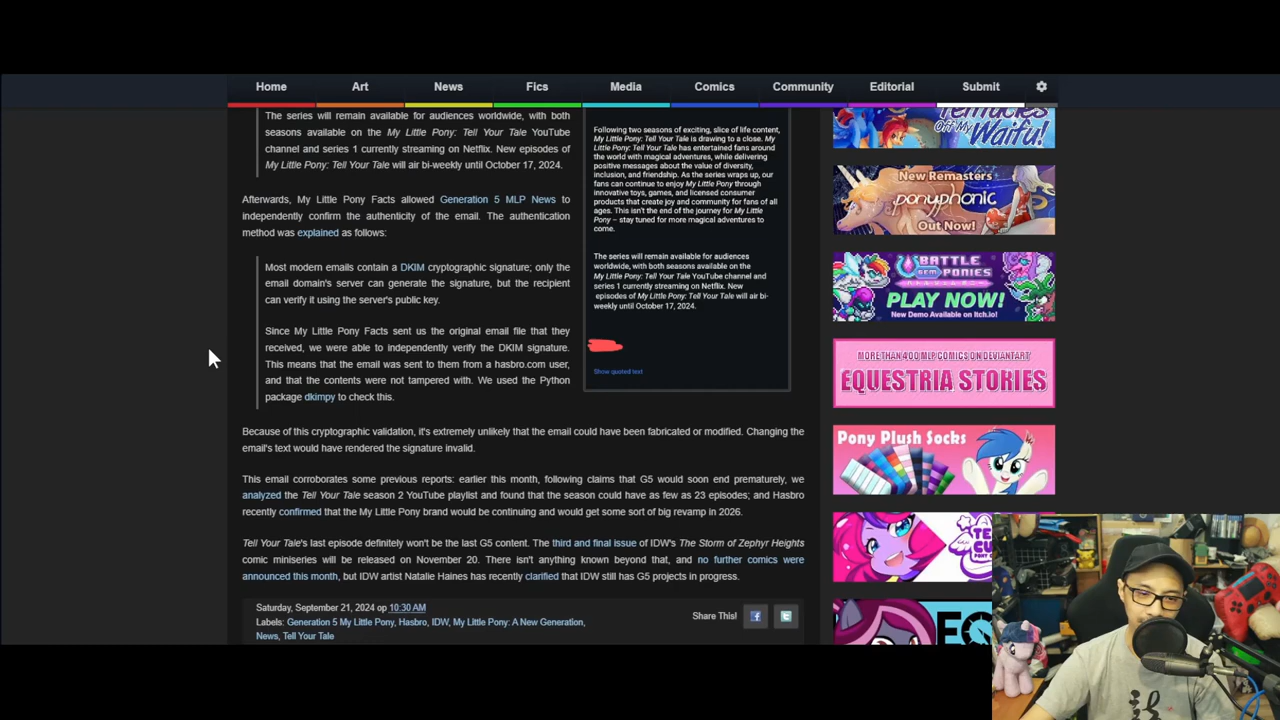 Home Art News Fics Media Comics Community Editorial Submit
The series will remain available for audiences worldwide, with both
seasons available on the My Little Pony: Tell Your Tale YouTube
channel and series 1 currently streaming on Netflix. New episodes of
My Little Pony: Tell Your Tale will air bi-weekly until October 17, 2024.
Afterwards, My Little Pony Facts allowed Generation 5 MLP News to
independently confirm the authenticity of the email. The authentication
method was explained as follows:
Most modern emails contain a DKIM cryptographic signature; only the
email domain's server can generate the signature, but the recipient
can verify it using the server's public key.
Since My Little Pony Facts sent us the original email file that they
received, we were able to independently verify the DKIM signature.
This means that the email was sent to them from a hasbro.com user,
and that the contents were not tampered with. We used the Python
package dkimpy to check this.
Following two seasons of exciting, slice of life content,
My Little Pony: Tell Your Tale is drawing to a close. My
Little Pony: Tell Your Tale has entertained fans around
the world with magical adventures, while delivering
positive messages about the value of diversity,
inclusion, and friendship. As the series wraps up, our
fans can continue to enjoy My Little Pony through
innovative toys, games, and licensed consumer
products that create joy and community for fans of all
ages. This isn't the end of the journey for My Little
Pony – stay tuned for more magical adventures to
come.
The series will remain available for audiences
worldwide, with both seasons available on the
My Little Pony: Tell Your Tale YouTube channel and
series 1 currently streaming on Netflix. New
episodes of My Little Pony: Tell Your Tale will air bi-
weekly until October 17, 2024.
Show quoted text
Because of this cryptographic validation, it's extremely unlikely that the email could have been fabricated or modified. Changing the
email's text would have rendered the signature invalid.
This email corroborates some previous reports: earlier this month, following claims that G5 would soon end prematurely, we
analyzed the Tell Your Tale season 2 YouTube playlist and found that the season could have as few as 23 episodes; and Hasbro
recently confirmed that the My Little Pony brand would be continuing and would get some sort of big revamp in 2026.
Tell Your Tale's last episode definitely won't be the last G5 content. The third and final issue of IDW's The Storm of Zephyr Heights
comic miniseries will be released on November 20. There isn't anything known beyond that, and no further comics were
announced this month, but IDW artist Natalie Haines has recently clarified that IDW still has G5 projects in progress.
Saturday, September 21, 2024 op 10:30 AM
Labels: Generation 5 My Little Pony, Hasbro, IDW, My Little Pony: A New Generation,
News, Tell Your Tale
Share This!
Off My
Waifu!
New Remasters
ponyphonic
Out Now!
BATTLE
GEM PONIES
PLAY NOW!
New Demo Available on Itch.io!
MORE THAN 400 MLP COMICS ON DEVIANTART
EQUESTRIA STORIES
Pony Plush Socks